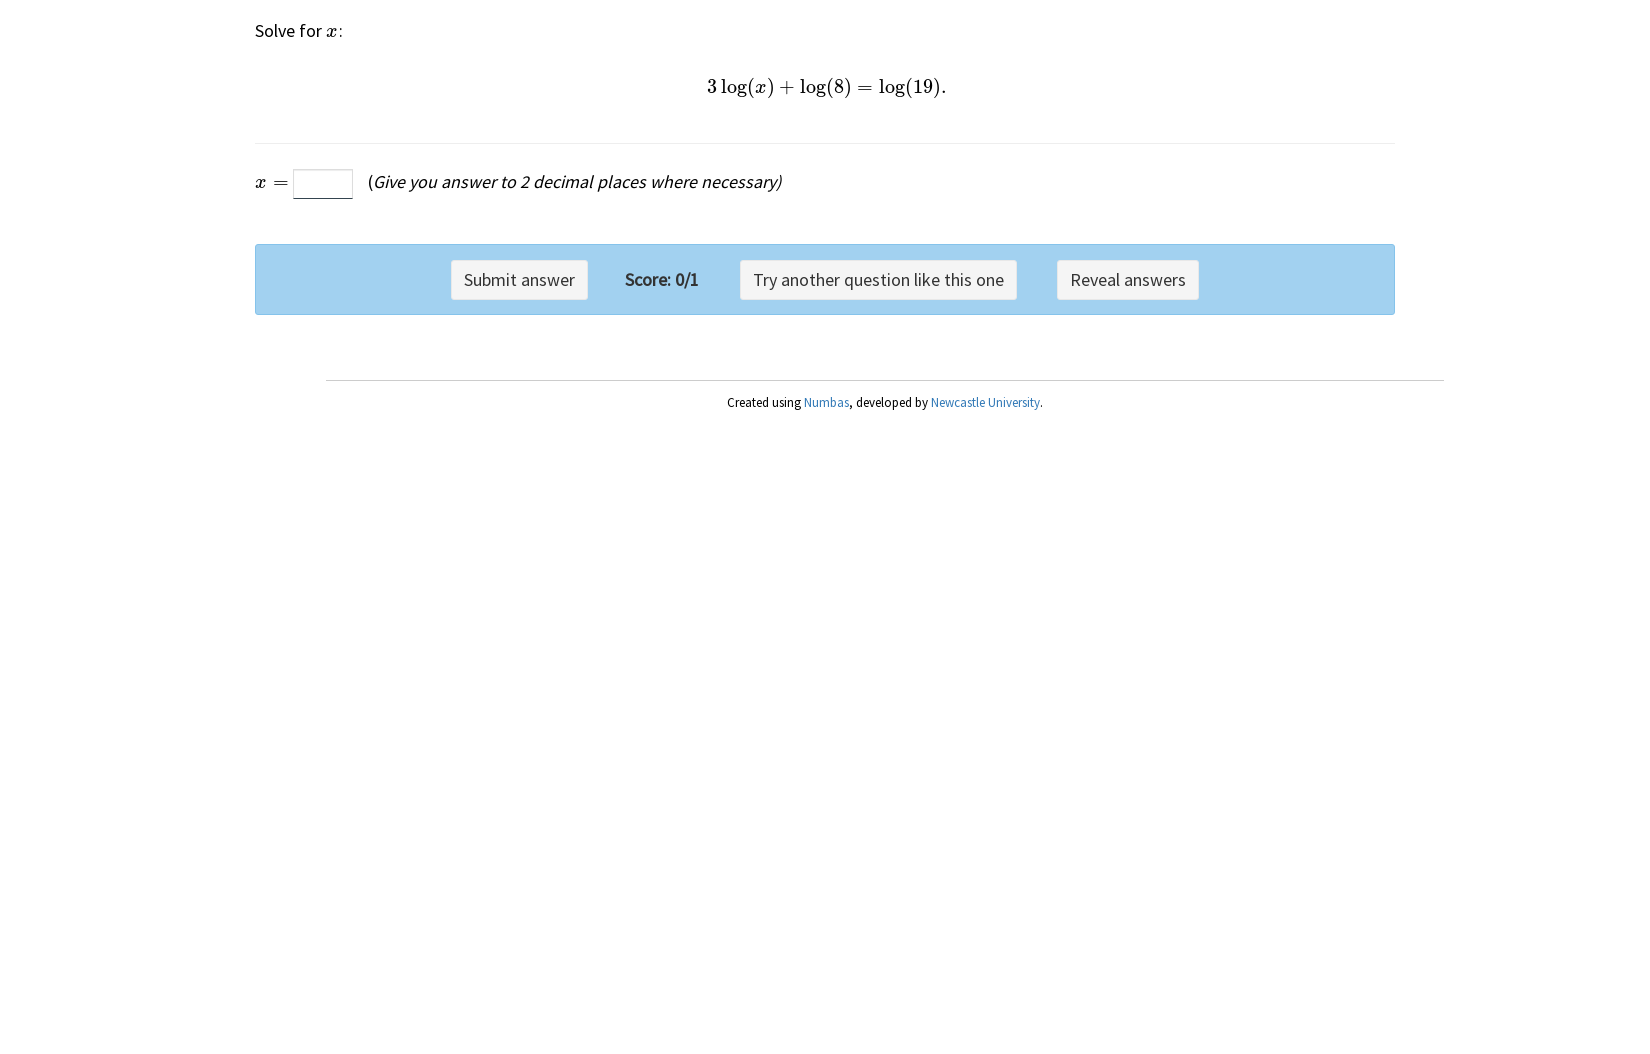 Solve for x:
3 log(x) + log(8) = log(19).
x = (Give you answer to 2 decimal places where necessary)
Submit answer Score: 0/1 Try another question like this one Reveal answers
Created using Numbas, developed by Newcastle University.